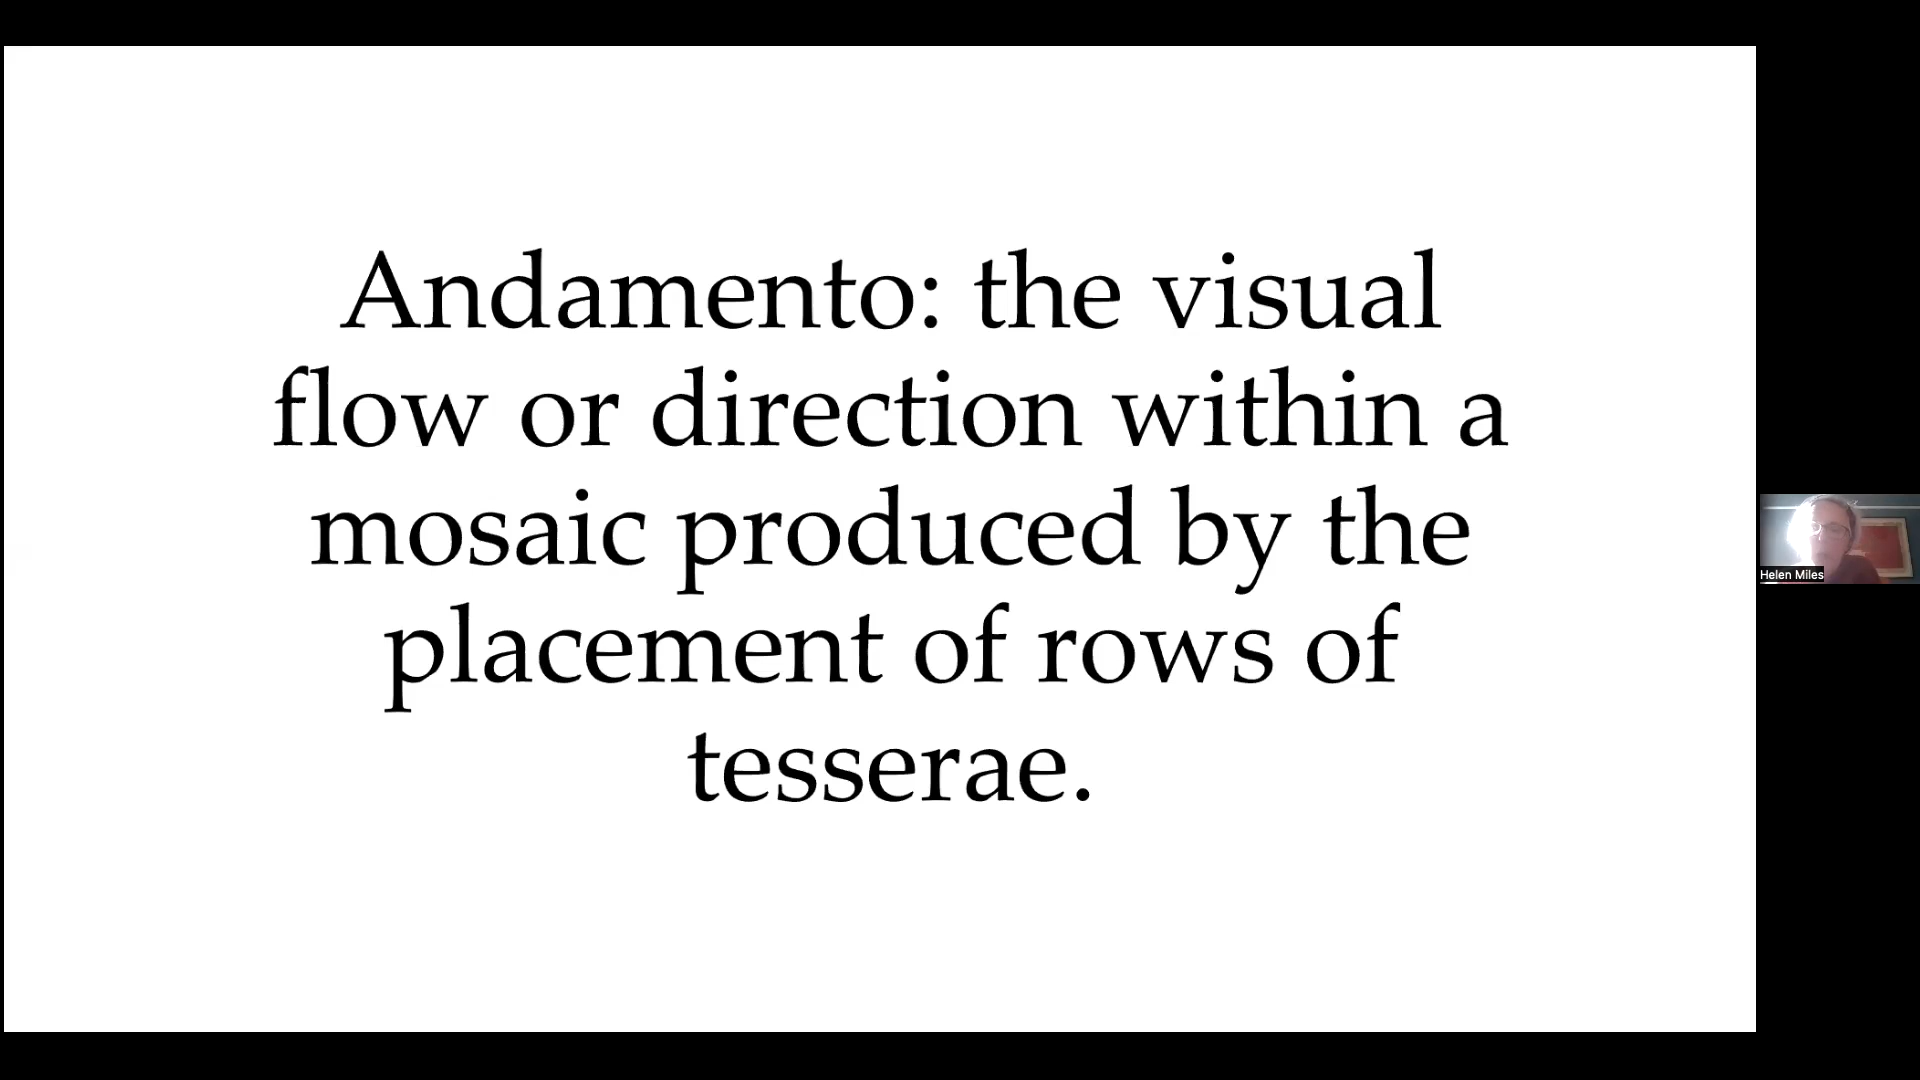 Andamento: the visual
flow or direction within a
mosaic produced by the
placement of rows of
tesserae.
Helen Miles